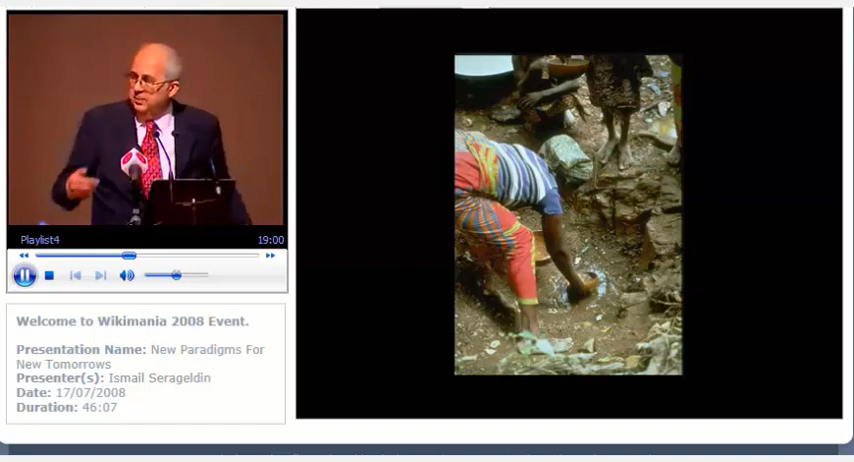 Playlist4 19:00
Welcome to Wikimania 2008 Event.
Presentation Name: New Paradigms For
New Tomorrows
Presenter(s): Ismail Serageldin
Date: 17/07/2008
Duration: 46:07